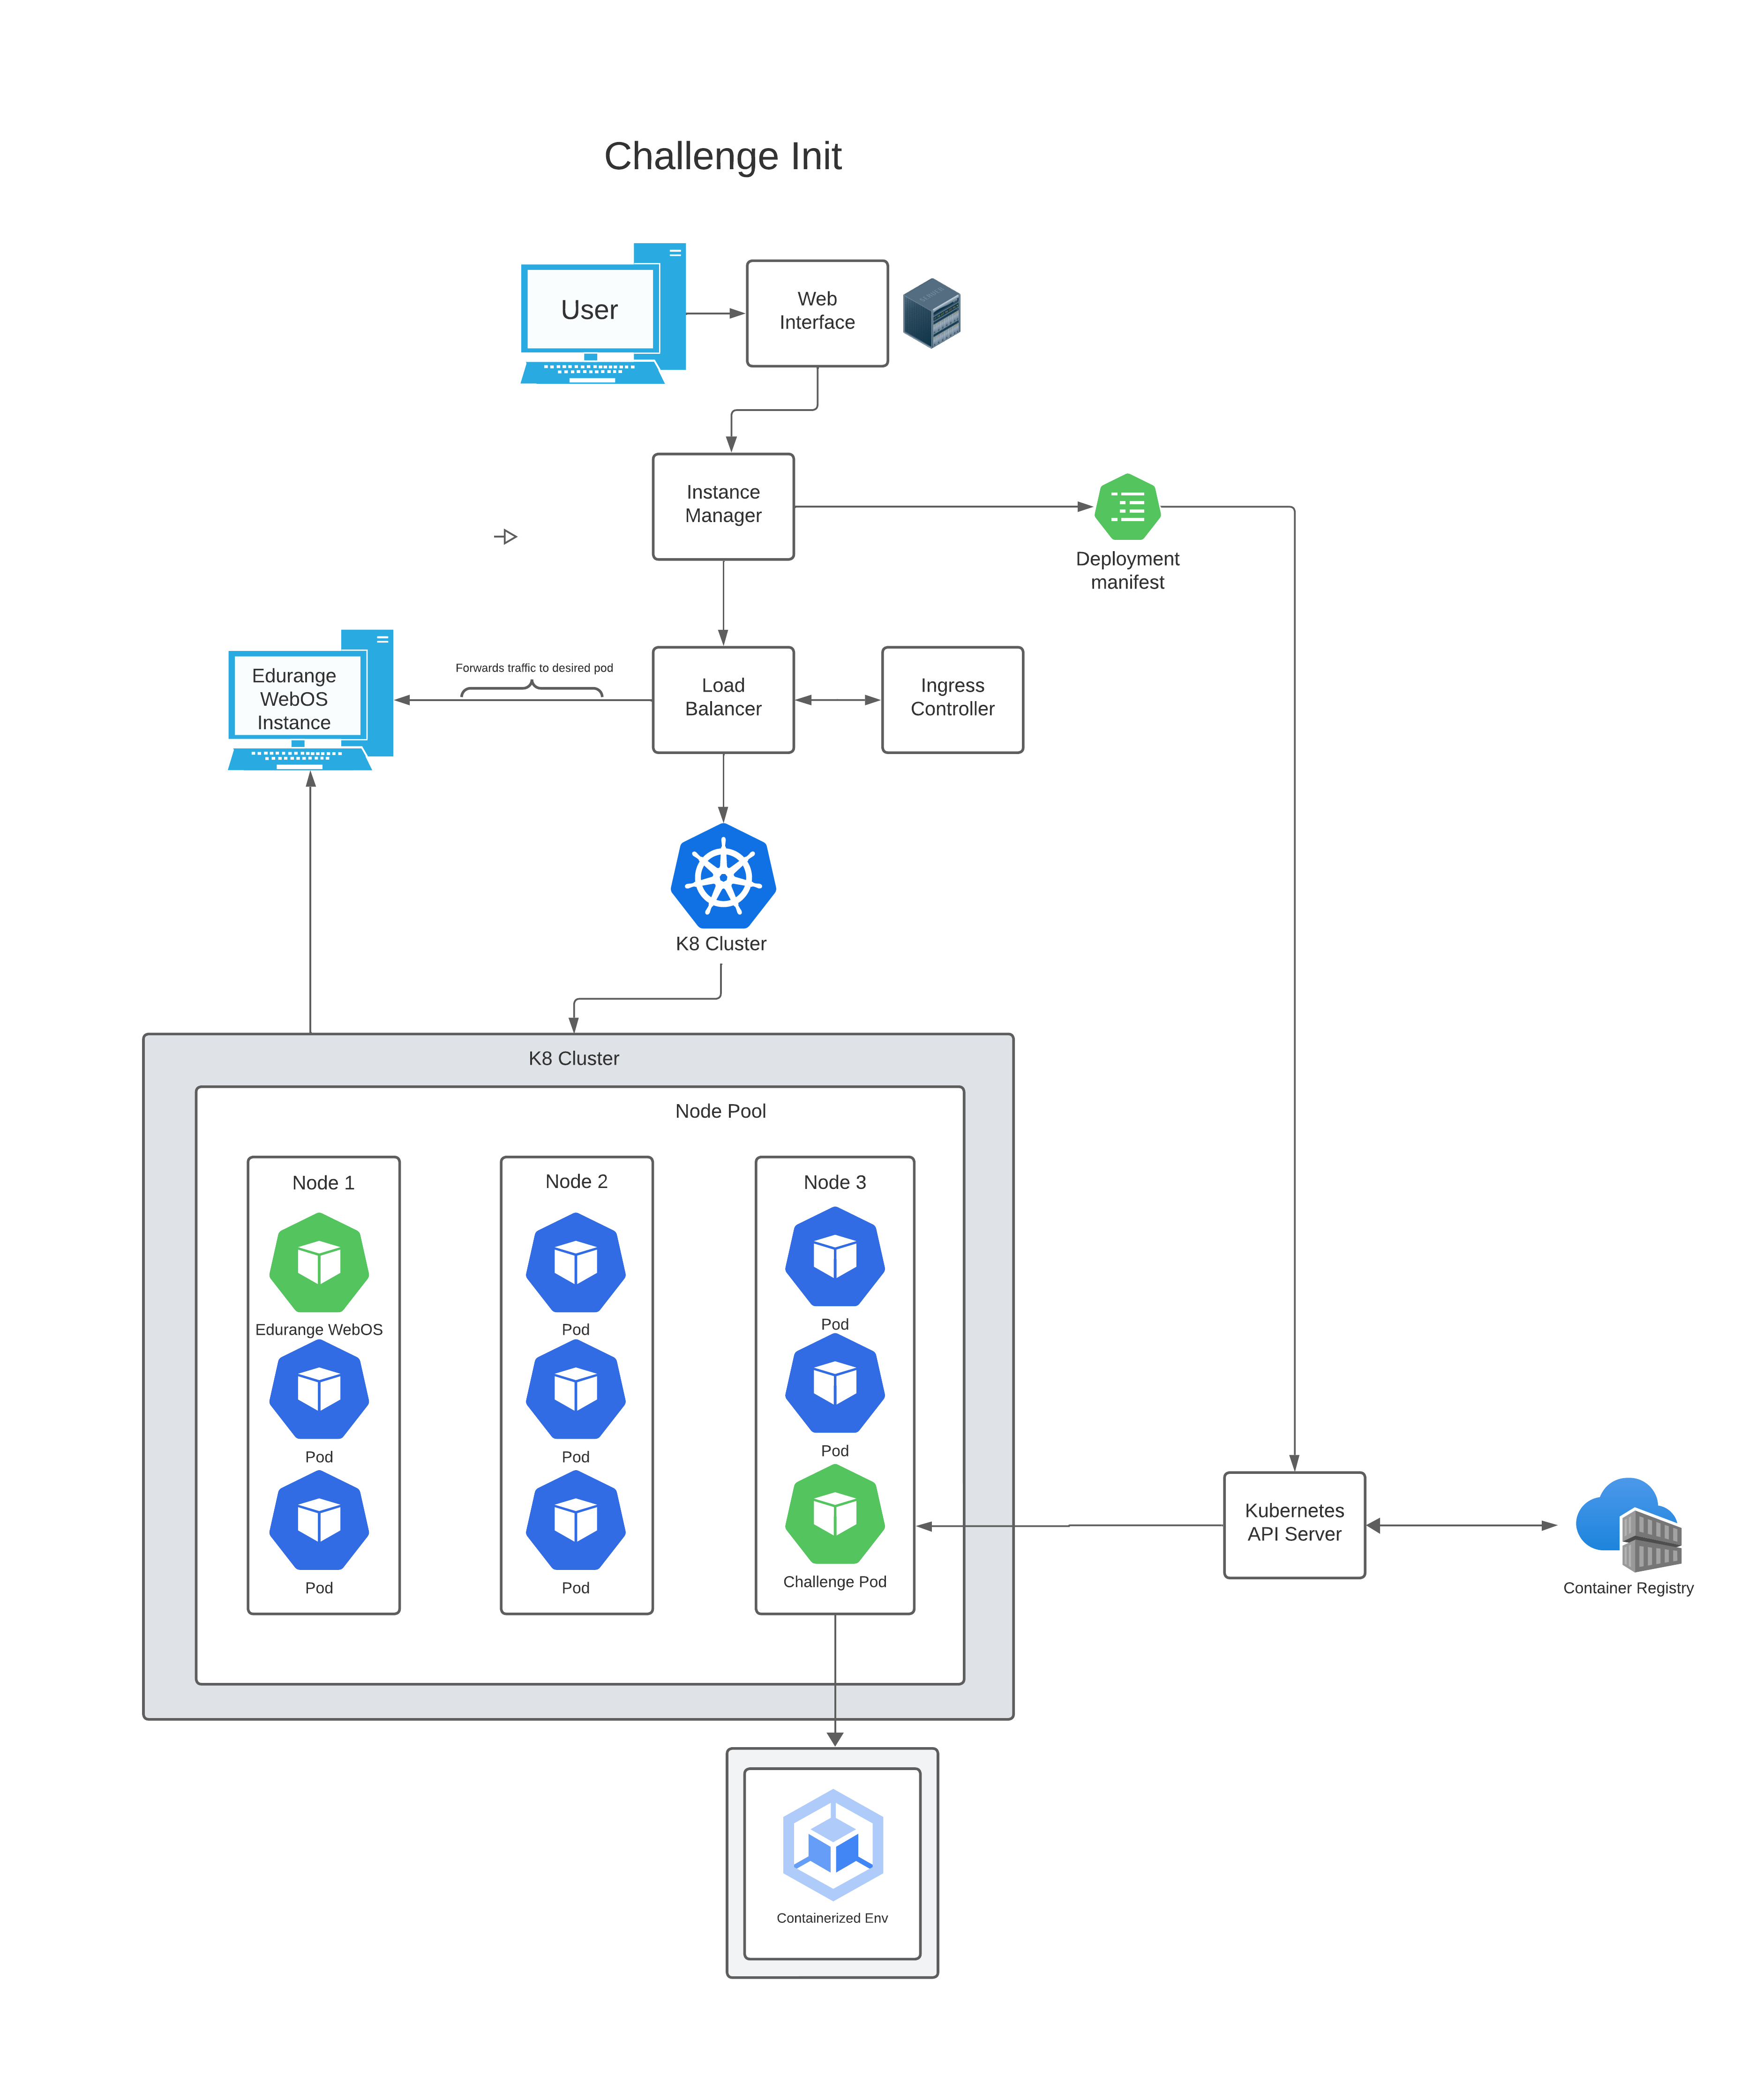 Challenge Init
User
Web
Interface
Instance
Manager
Deployment
manifest
Edurange
WebOS
Instance
Forwards traffic to desired pod
Load
Balancer
Ingress
Controller
K8 Cluster
K8 Cluster
Node Pool
Node 1
Edurange WebOS
Pod
Pod
Node 2
Pod
Pod
Pod
Node 3
Pod
Pod
Challenge Pod
Kubernetes
API Server
Container Registry
Containerized Env